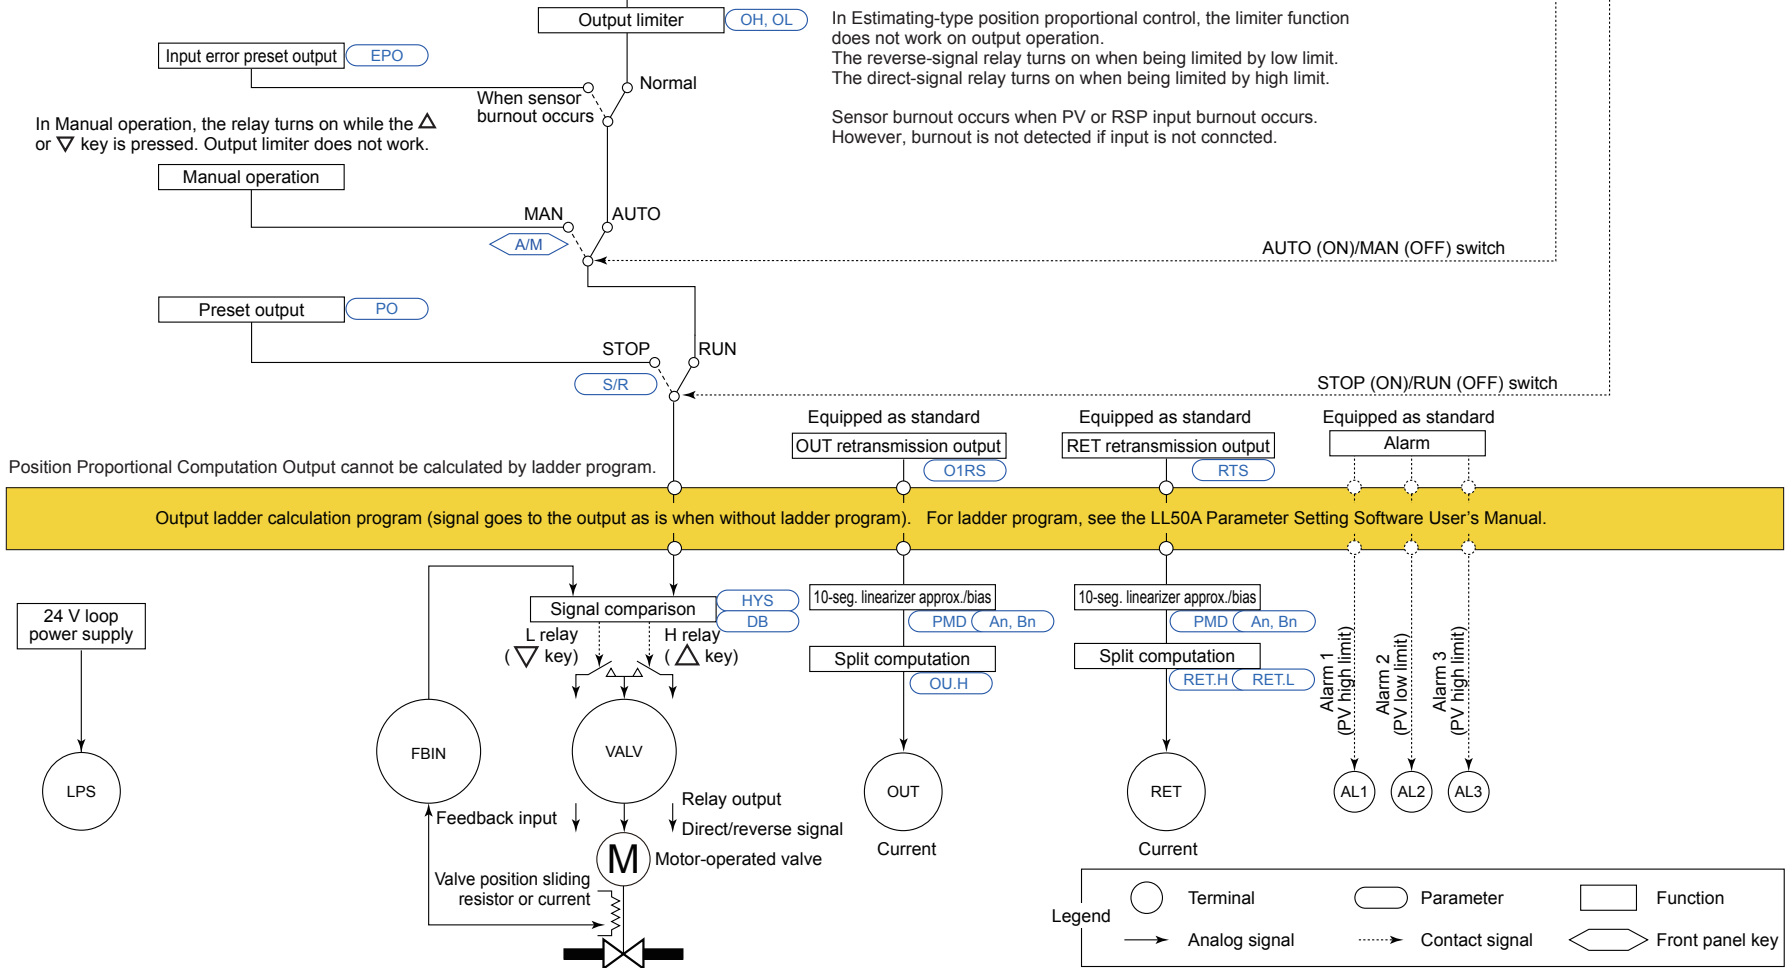 Output limiter
OH, OL
In Estimating-type position proportional control, the limiter function
does not work on output operation.
The reverse-signal relay turns on when being limited by low limit.
The direct-signal relay turns on when being limited by high limit.
Input error preset output
EPO
Normal
When sensor
burnout occurs
Sensor burnout occurs when PV or RSP input burnout occurs.
However, burnout is not detected if input is not conncted.
In Manual operation, the relay turns on while the △
or ▽ key is pressed. Output limiter does not work.
Manual operation
MAN
AUTO
A/M
AUTO (ON)/MAN (OFF) switch
Preset output
PO
STOP
RUN
S/R
STOP (ON)/RUN (OFF) switch
Equipped as standard
OUT retransmission output
O1RS
Equipped as standard
RET retransmission output
RTS
Equipped as standard
Alarm
Position Proportional Computation Output cannot be calculated by ladder program.
Output ladder calculation program (signal goes to the output as is when without ladder program). For ladder program, see the LL50A Parameter Setting Software User's Manual.
24 V loop
power supply
LPS
Signal comparison
HYS
DB
L relay
(▽ key)
H relay
(△ key)
FBIN
VALV
Feedback input
Relay output
Direct/reverse signal
M
Motor-operated valve
Valve position sliding
resistor or current
10-seg. linearizer approx./bias
PMD
An, Bn
Split computation
OU.H
OUT
Current
10-seg. linearizer approx./bias
PMD
An, Bn
Split computation
RET.H
RET.L
RET
Current
Alarm 1
(PV high limit)
Alarm 2
(PV low limit)
Alarm 3
(PV high limit)
AL1
AL2
AL3
Legend
Terminal
Parameter
Function
Analog signal
Contact signal
Front panel key